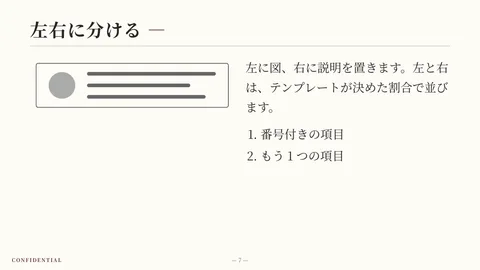 左右に分ける —
左に図、右に説明を置きます。左と右
は、テンプレートが決めた割合で並び
ます。
1. 番号付きの項目
2. もう１つの項目
CONFIDENTIAL
— 7 —